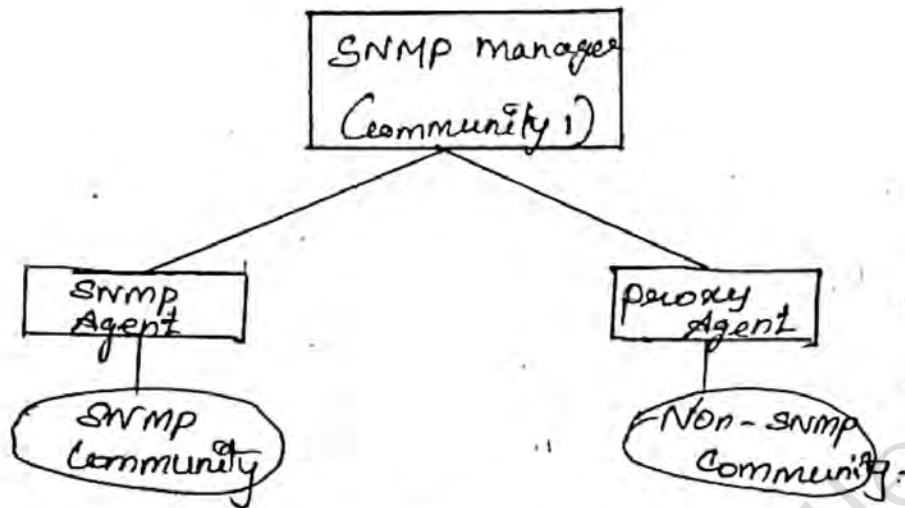 SNMP manager
(Community 1)
SNMP
Agent
proxy
Agent
SNMP
Community
Non-SNMP
Community.